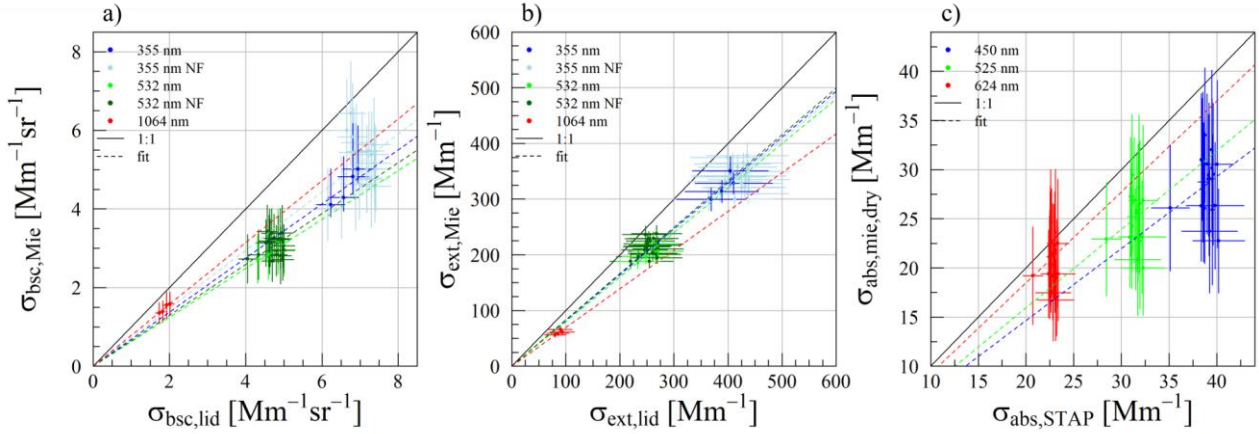 a)
8
6
4
2
0
355 nm
355 nm NF
532 nm
532 nm NF
1064 nm
1:1
fit
0 2 4 6 8
σbsc,Mie [Mm⁻¹sr⁻¹]
σbsc,lid [Mm⁻¹sr⁻¹]
b)
600
500
400
300
200
100
0
355 nm
355 nm NF
532 nm
532 nm NF
1064 nm
1:1
fit
0 100 200 300 400 500 600
σext,Mie [Mm⁻¹]
σext,lid [Mm⁻¹]
c)
40
35
30
25
20
15
10
450 nm
525 nm
624 nm
1:1
fit
10 15 20 25 30 35 40
σabs,mie,dry [Mm⁻¹]
σabs,STAP [Mm⁻¹]